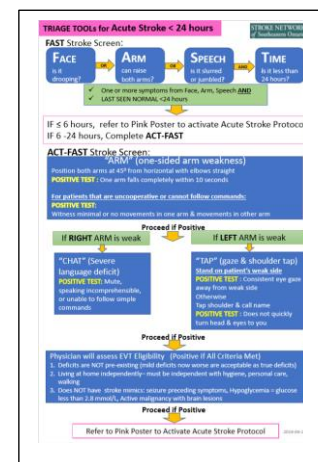 TRIAGE TOOLs for Acute Stroke < 24 hours
STROKE NETWORK
of Southeastern Ontario
FAST Stroke Screen:
FACE
is it
drooping?
OR
ARM
can raise
both arms?
OR
SPEECH
is it slurred
or jumbled?
AND
TIME
Is it less than
24 hours?
✓ One or more symptoms from Face, Arm, Speech AND
✓ LAST SEEN NORMAL <24 hours
IF ≤ 6 hours, refer to Pink Poster to activate Acute Stroke Protocol
IF 6 -24 hours, Complete ACT-FAST
ACT-FAST Stroke Screen:
"ARM" (one-sided arm weakness)
Position both arms at 45⁰ from horizontal with elbows straight
POSITIVE TEST : One arm falls completely within 10 seconds
For patients that are uncooperative or cannot follow commands:
POSITIVE TEST:
Witness minimal or no movements in one arm & movements in other arm
Proceed if Positive
If RIGHT ARM is weak
If LEFT ARM is weak
"CHAT" (Severe
language deficit)
POSITIVE TEST: Mute,
speaking incomprehensible,
or unable to follow simple
commands
"TAP" (gaze & shoulder tap)
Stand on patient's weak side
POSITIVE TEST : Consistent eye gaze
away from weak side
Otherwise
Tap shoulder & call name
POSITIVE TEST : Does not quickly
turn head & eyes to you
Proceed if Positive
Physician will assess EVT Eligibility (Positive If All Criteria Met)
1. Deficits are NOT pre-existing (mild deficits now worse are acceptable as true deficits)
2. Living at home independently– must be independent with hygiene, personal care,
walking
3. Does NOT have stroke mimics: seizure preceding symptoms, Hypoglycemia = glucose
less than 2.8 mmol/L, Active malignancy with brain lesions
Proceed if Positive
Refer to Pink Poster to Activate Acute Stroke Protocol